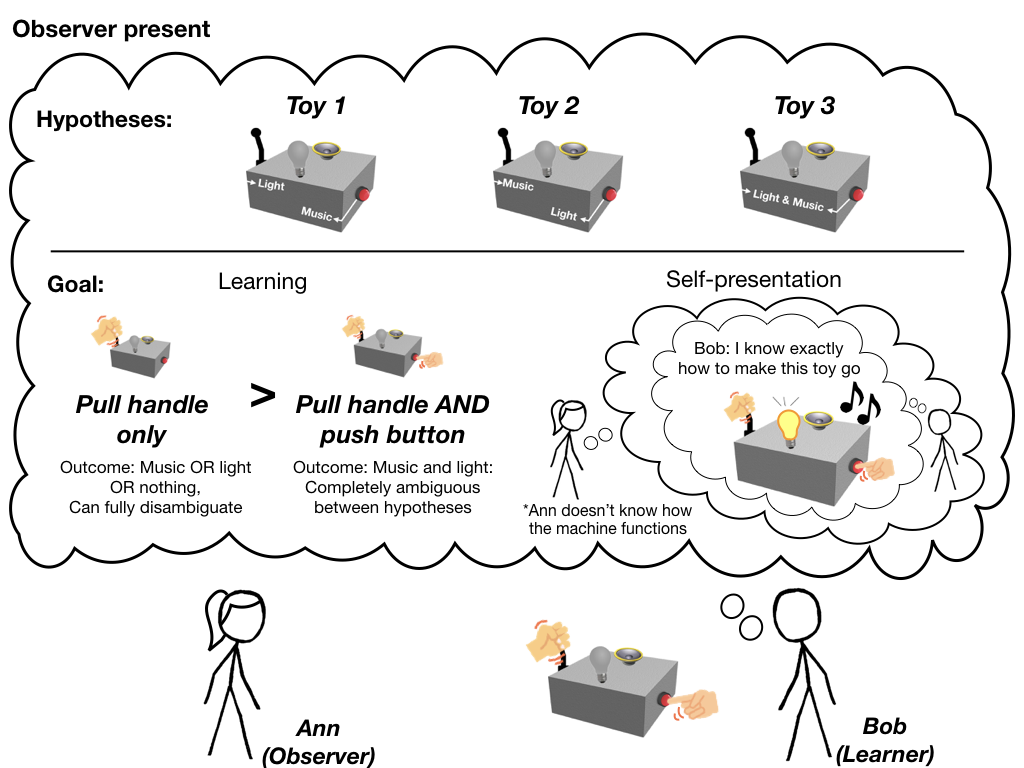 Observer present
Hypotheses:
Toy 1
Toy 2
Toy 3
Light
Music
Music
Light
Light & Music
Goal:
Learning
Self-presentation
Pull handle
only
>
Pull handle AND
push button
Outcome: Music OR light
OR nothing,
Can fully disambiguate
Outcome: Music and light:
Completely ambiguous
between hypotheses
Bob: I know exactly
how to make this toy go
*Ann doesn't know how
the machine functions
Ann
(Observer)
Bob
(Learner)